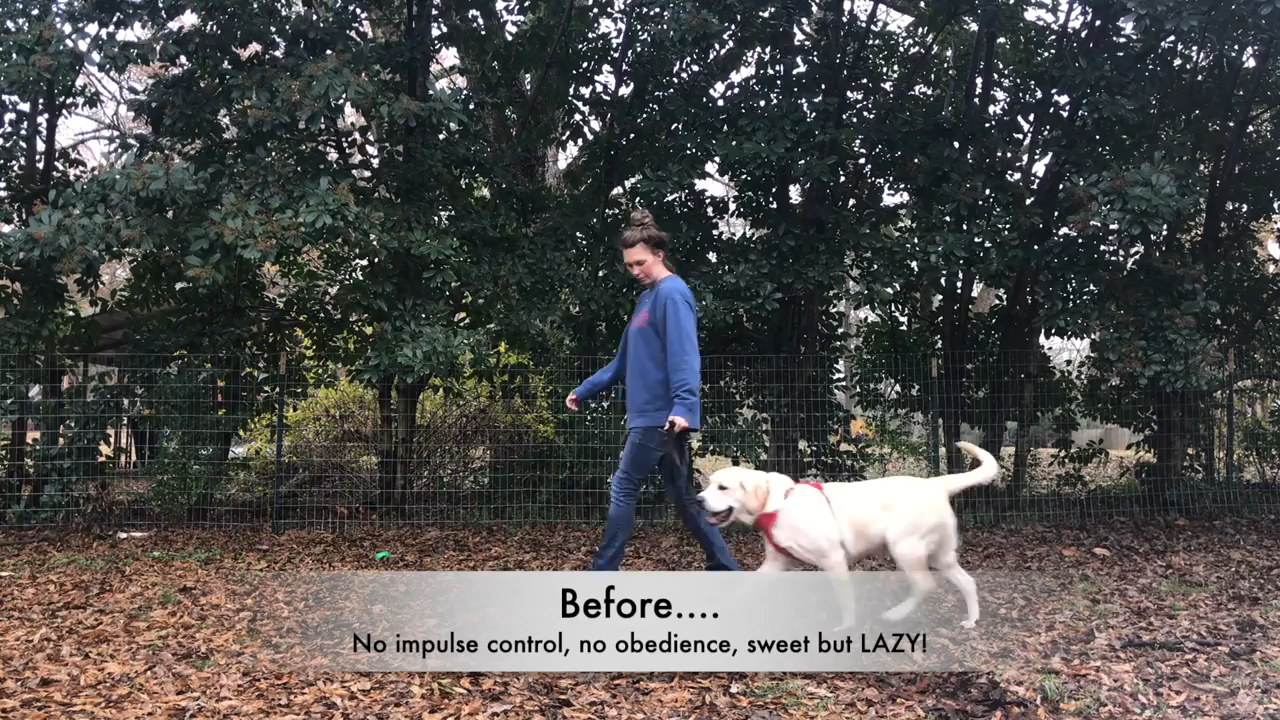 Before....
No impulse control, no obedience, sweet but LAZY!